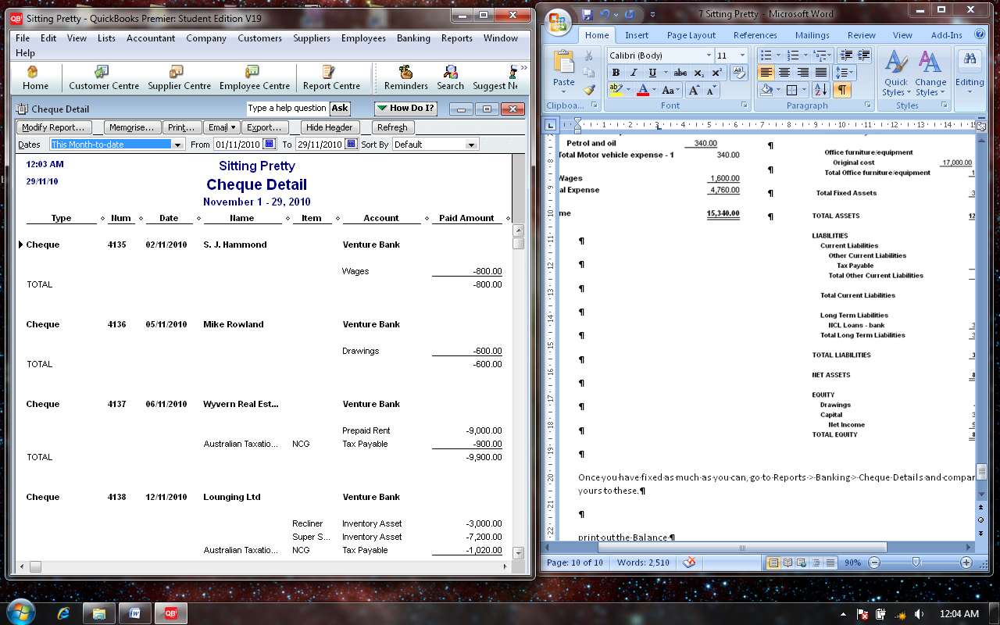 Sitting Pretty - QuickBooks Premier: Student Edition V19
File Edit View Lists Accountant Company Customers Suppliers Employees Banking Reports Window
Help
Home Customer Centre Supplier Centre Employee Centre Report Centre Reminders Search Suggest Ne
Cheque Detail Type a help question Ask How Do I?
Modify Report... Memorise... Print... Email Export... Hide Header Refresh
Dates This Month-to-date From 01/11/2010 To 29/11/2010 Sort By Default
12:03 AM Sitting Pretty
29/11/10 Cheque Detail
November 1 - 29, 2010
Type Num Date Name Item Account Paid Amount
Cheque 4135 02/11/2010 S. J. Hammond Venture Bank
Wages -800.00
TOTAL -800.00
Cheque 4136 05/11/2010 Mike Rowland Venture Bank
Drawings -600.00
TOTAL -600.00
Cheque 4137 06/11/2010 Wyvern Real Est... Venture Bank
Prepaid Rent -9,000.00
Australian Taxatio... NCG Tax Payable -900.00
TOTAL -9,900.00
Cheque 4138 12/11/2010 Lounging Ltd Venture Bank
Recliner Inventory Asset -3,000.00
Super S... Inventory Asset -7,200.00
Australian Taxatio... NCG Tax Payable -1,020.00
7 Sitting Pretty - Microsoft Word
Home Insert Page Layout References Mailings Review View Add-Ins
Paste Calibri (Body) 11 Quick Styles Change Styles Editing
Clipboa... Font Paragraph Styles
Petrol and oil 340.00
Total Motor vehicle expense - 1 340.00
Wages 1,600.00
al Expense 4,760.00
me 15,340.00
Office furniture/equipment
Original cost 17,000.00
Total Office furniture/equipment 1
Total Fixed Assets 3
TOTAL ASSETS 12
LIABILITIES
Current Liabilities
Other Current Liabilities
Tax Payable
Total Other Current Liabilities
Total Current Liabilities
Long Term Liabilities
NCL Loans - bank 3
Total Long Term Liabilities 3
TOTAL LIABILITIES 3
NET ASSETS 8
EQUITY
Drawings
Capital 3
Net Income 5
TOTAL EQUITY 8
Once you have fixed as much as you can, go to Reports > Banking > Cheque Details and compar
yours to these.¶
print out the Balance ¶
Page: 10 of 10 Words: 2,510 90%
12:04 AM